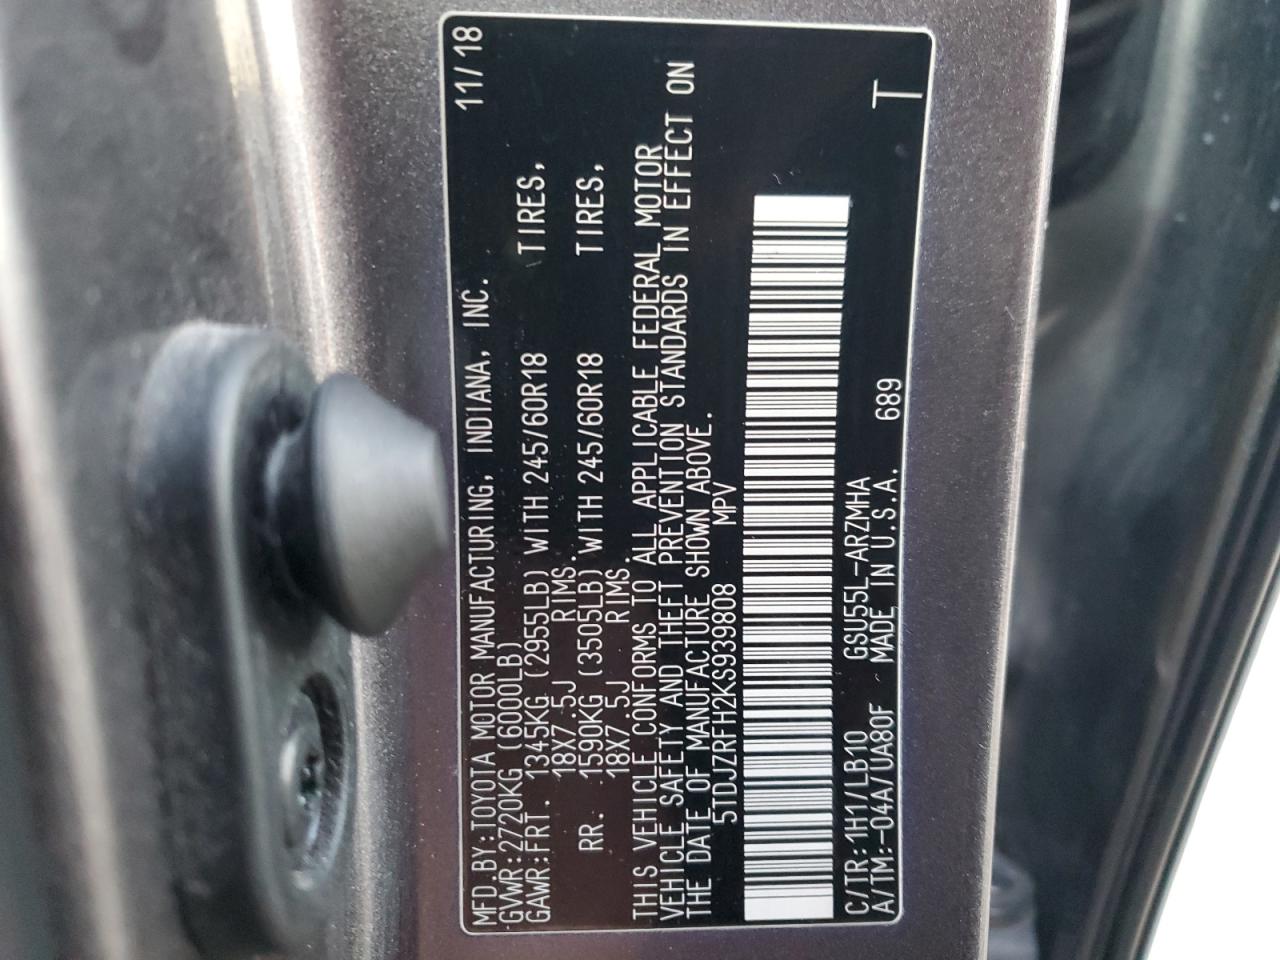 MFD.BY:TOYOTA MOTOR MANUFACTURING, INDIANA, INC. 11/18
GVWR:2720KG (6000LB)
GAWR:FRT. 1345KG (2955LB) WITH 245/60R18 TIRES,
18X7.5J RIMS.
RR. 1590KG (3505LB) WITH 245/60R18 TIRES,
18X7.5J RIMS.
THIS VEHICLE CONFORMS TO ALL APPLICABLE FEDERAL MOTOR
VEHICLE SAFETY AND THEFT PREVENTION STANDARDS IN EFFECT ON
THE DATE OF MANUFACTURE SHOWN ABOVE.
5TDJZRFH2KS939808 MPV
C/TR:1H1/LB10 GSU55L-ARZMHA
A/TM:-04A/UA80F MADE IN U.S.A. 689 T